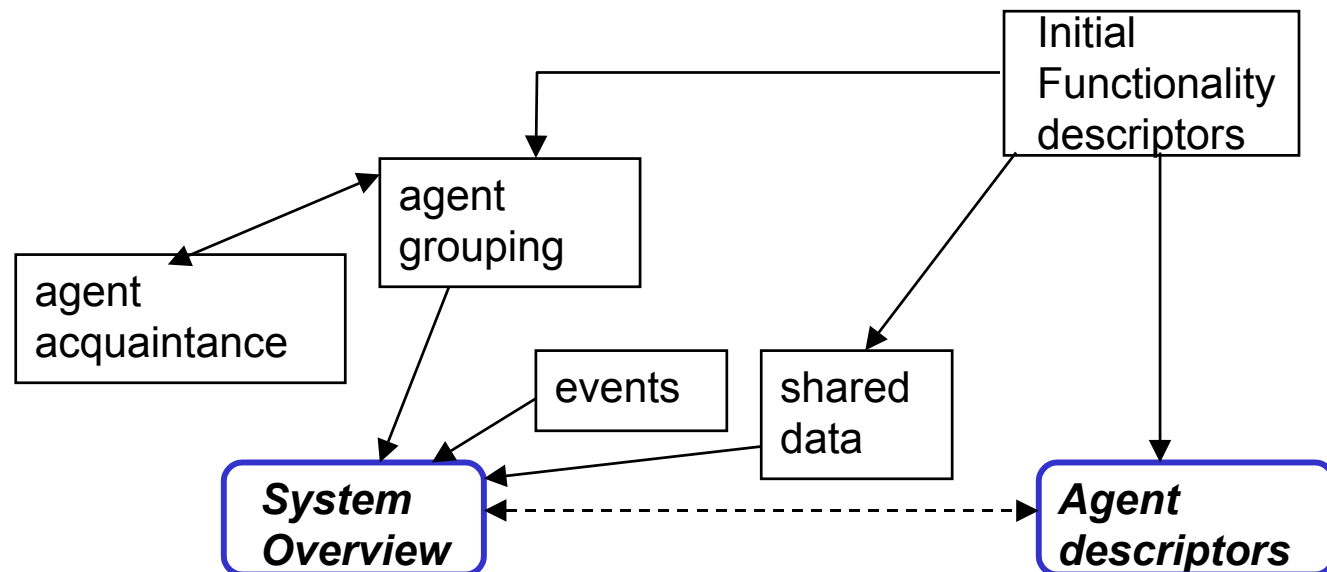 Initial
Functionality
descriptors
agent
grouping
agent
acquaintance
events
shared
data
System
Overview
Agent
descriptors